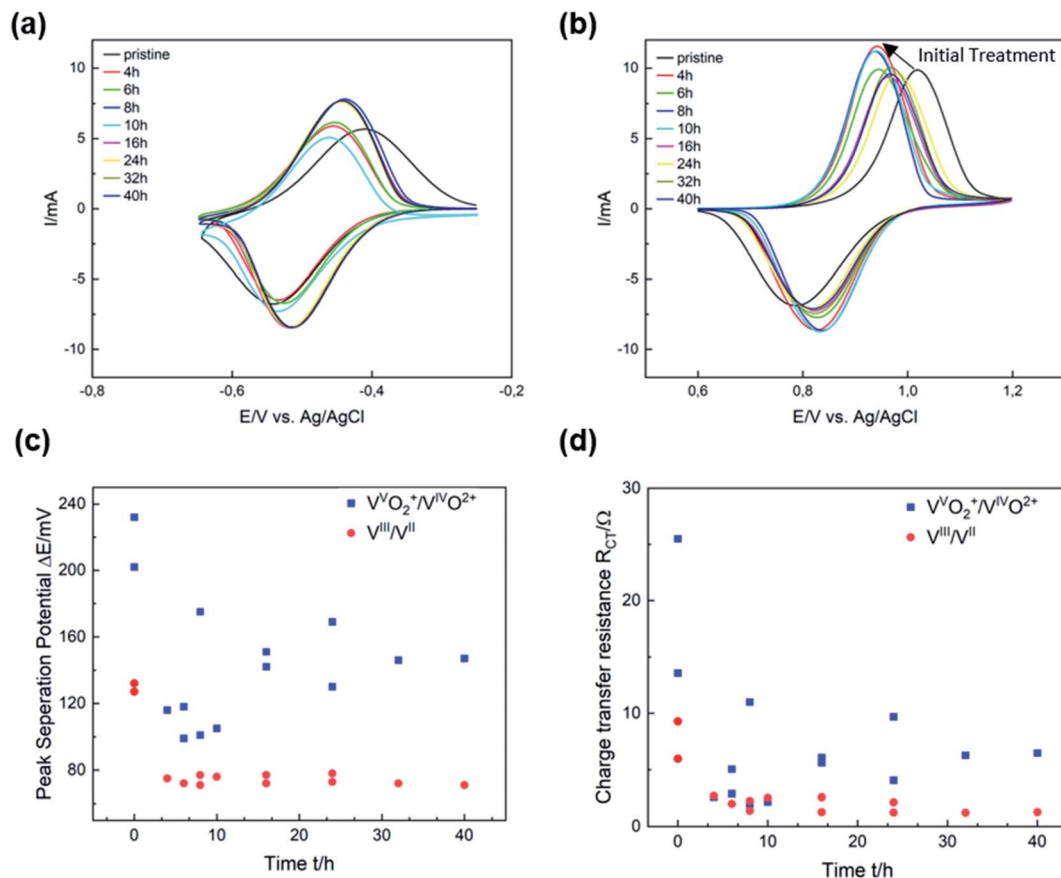 (a)
pristine
4h
6h
8h
10h
16h
24h
32h
40h
10
5
0
-5
-10
I/mA
-0,8
-0,6
-0,4
-0,2
E/V vs. Ag/AgCl
(b)
Initial Treatment
pristine
4h
6h
8h
10h
16h
24h
32h
40h
10
5
0
-5
-10
I/mA
0,6
0,8
1,0
1,2
E/V vs. Ag/AgCl
(c)
VⱽO₂⁺/VᴵⱽO²⁺
Vᴵᴵᴵ/Vᴵᴵ
240
200
160
120
80
Peak Seperation Potential ΔE/mV
0
10
20
30
40
Time t/h
(d)
VⱽO₂⁺/VᴵⱽO²⁺
Vᴵᴵᴵ/Vᴵᴵ
30
20
10
0
Charge transfer resistance R_CT/Ω
0
10
20
30
40
Time t/h